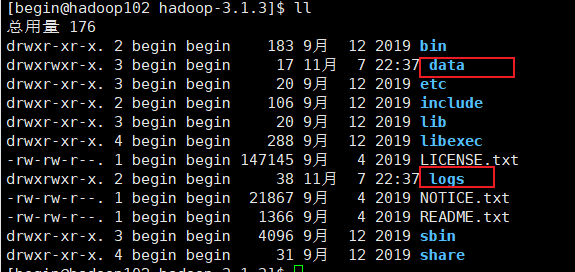 [begin@hadoop102 hadoop-3.1.3]$ ll
总用量 176
drwxr-xr-x. 2 begin begin    183 9月  12 2019 bin
drwxrwxr-x. 3 begin begin     17 11月  7 22:37 data
drwxr-xr-x. 3 begin begin     20 9月  12 2019 etc
drwxr-xr-x. 2 begin begin    106 9月  12 2019 include
drwxr-xr-x. 3 begin begin     20 9月  12 2019 lib
drwxr-xr-x. 4 begin begin    288 9月  12 2019 libexec
-rw-rw-r--. 1 begin begin 147145 9月   4 2019 LICENSE.txt
drwxrwxr-x. 2 begin begin     38 11月  7 22:37 logs
-rw-rw-r--. 1 begin begin  21867 9月   4 2019 NOTICE.txt
-rw-rw-r--. 1 begin begin   1366 9月   4 2019 README.txt
drwxr-xr-x. 3 begin begin   4096 9月  12 2019 sbin
drwxr-xr-x. 4 begin begin     31 9月  12 2019 share
[begin@hadoop102 hadoop-3.1.3]$